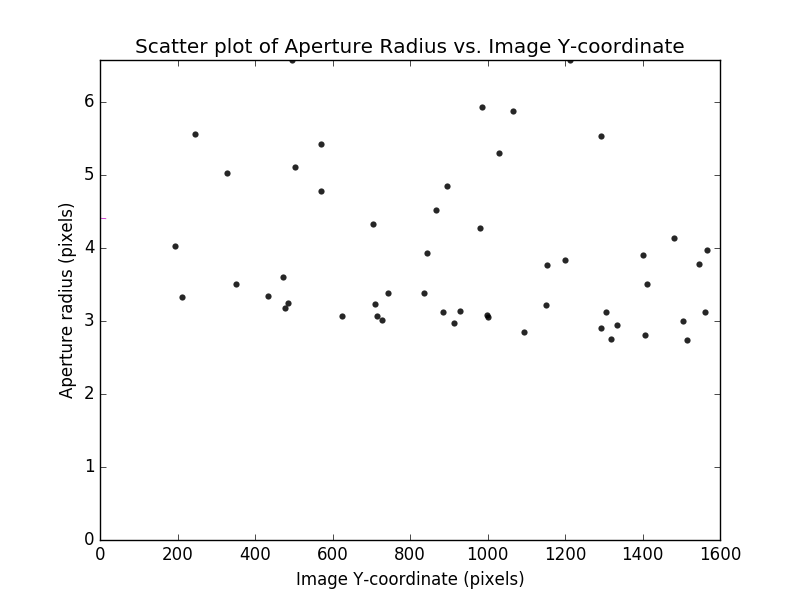 Scatter plot of Aperture Radius vs. Image Y-coordinate
6
5
4
3
2
1
0
Aperture radius (pixels)
0 200 400 600 800 1000 1200 1400 1600
Image Y-coordinate (pixels)